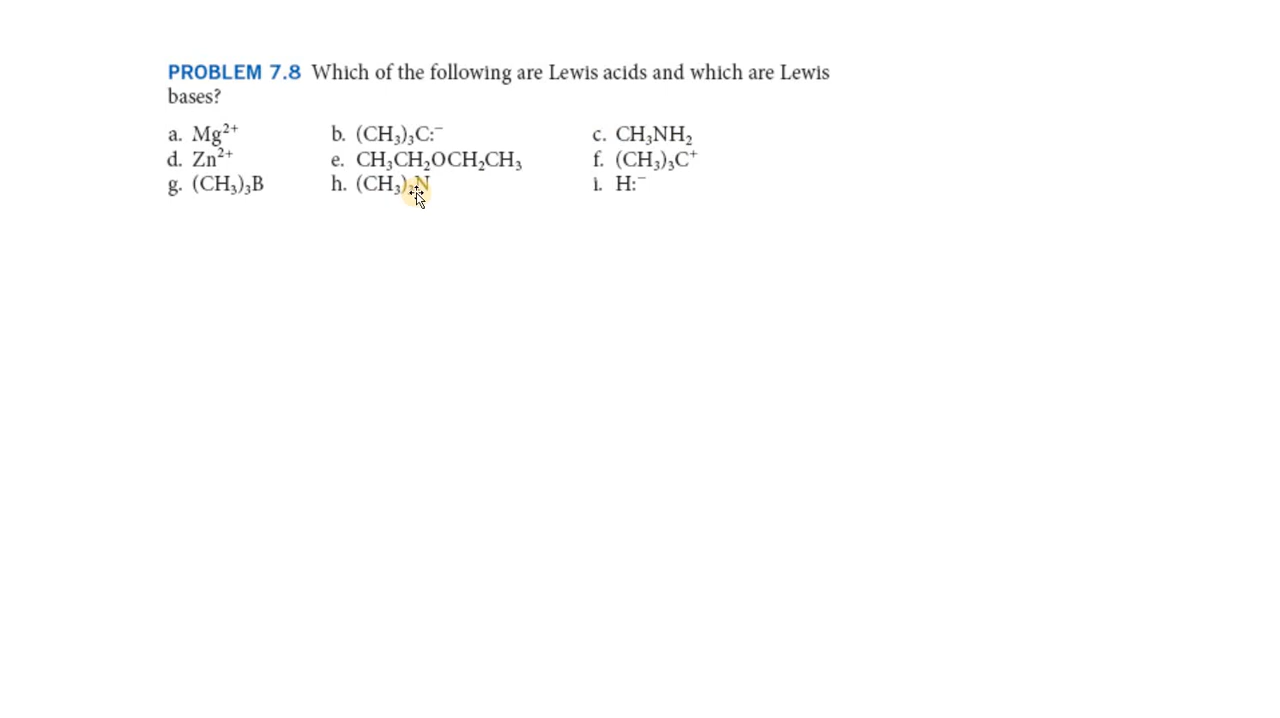 PROBLEM 7.8 Which of the following are Lewis acids and which are Lewis
bases?
a. Mg²⁺ b. (CH₃)₃C:⁻ c. CH₃NH₂
d. Zn²⁺ e. CH₃CH₂OCH₂CH₃ f. (CH₃)₃C⁺
g. (CH₃)₃B h. (CH₃)₃N i. H:⁻